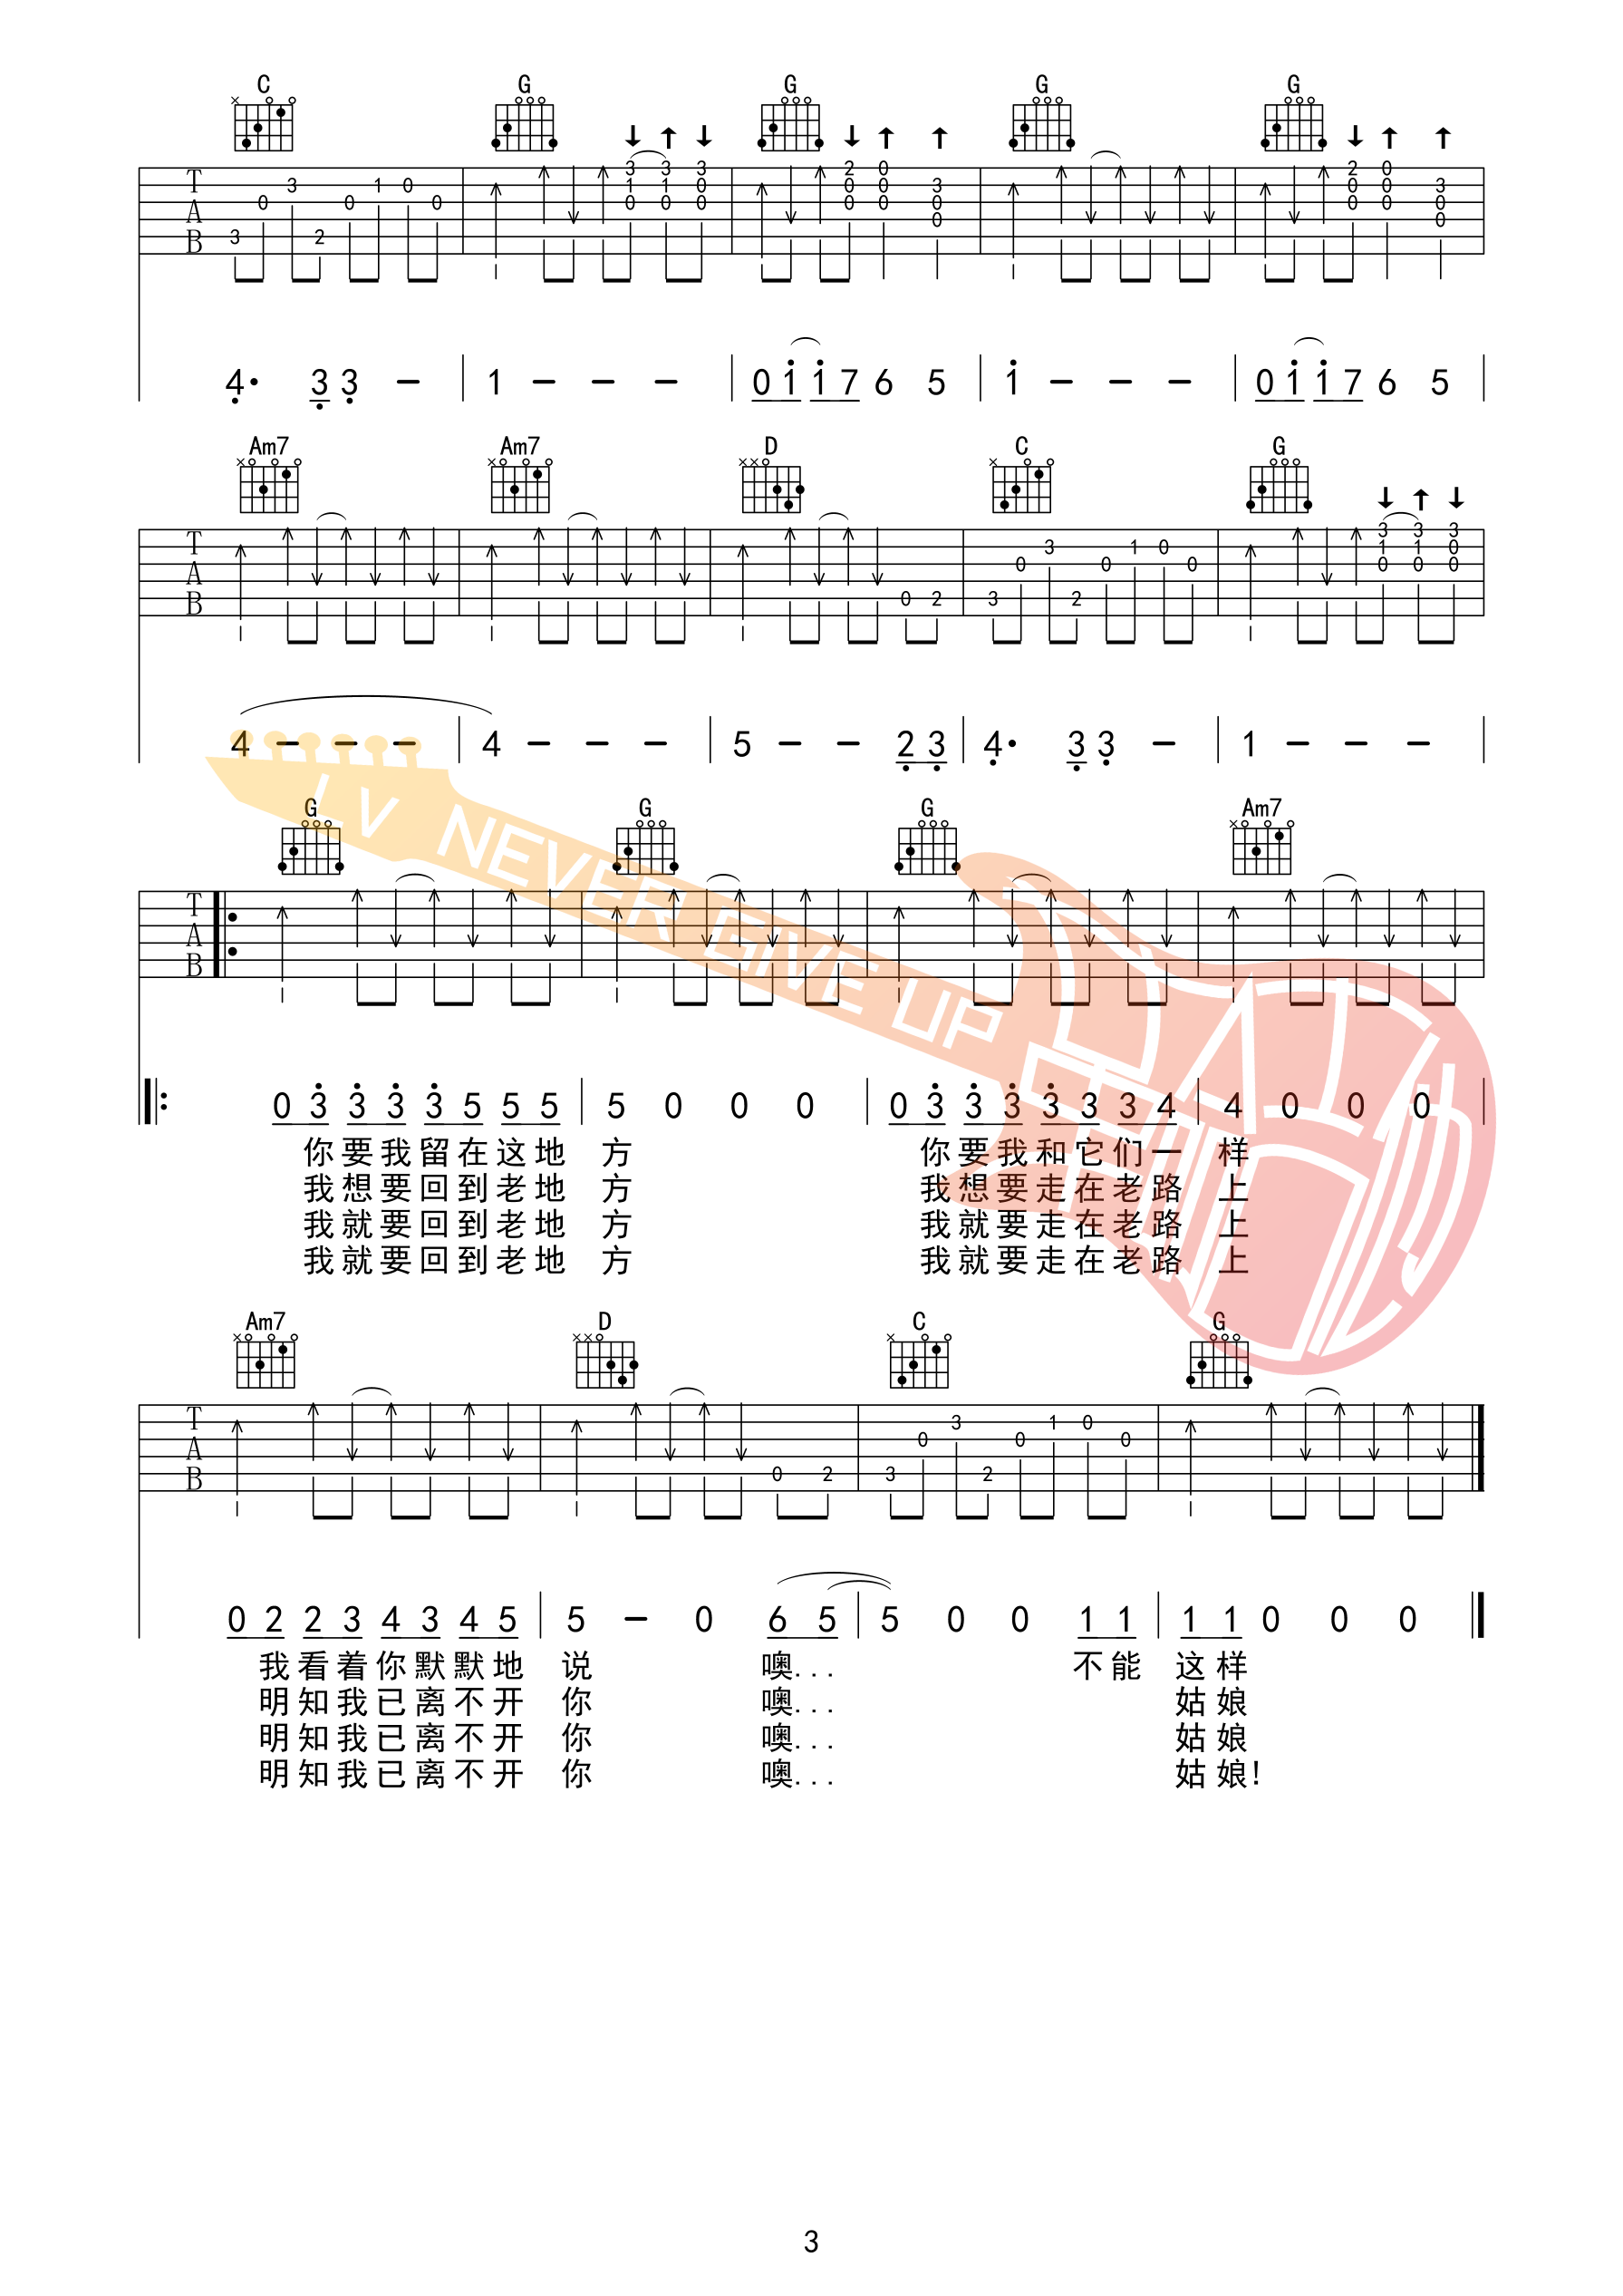 C G G G G
T 3 0 3 2 0 1 0 0 3 1 0 3 1 0 3 0 0 2 0 0 0 0 0 3 0 0 2 0 0 0 0 0 3 0 0
A
B
4· 3 3 – 1 – – – 0 1 1 7 6 5 1 – – – 0 1 1 7 6 5
Am7 Am7 D C G
T 0 2 3 0 3 2 0 1 0 0 3 1 0 3 1 0 3 0 0
A
B
4 – – – 4 – – – 5 – – 2 3 4· 3 3 – 1 – – –
LV NEVER GIVE UP
G G G Am7
T
A
B
0 3 3 3 3 5 5 5 5 0 0 0 0 3 3 3 3 3 3 4 4 0 0 0
你要我留在这地方 你要我和它们一样
我想要回到老地方 我想要走在老路上
我就要回到老地方 我就要走在老路上
我就要回到老地方 我就要走在老路上
Am7 D C G
T 0 2 3 0 3 2 0 1 0 0
A
B
0 2 2 3 4 3 4 5 5 – 0 6 5 5 0 0 1 1 1 1 0 0 0
我看着你默默地说 噢... 不能这样
明知我已离不开你 噢... 姑娘
明知我已离不开你 噢... 姑娘
明知我已离不开你 噢... 姑娘!
3